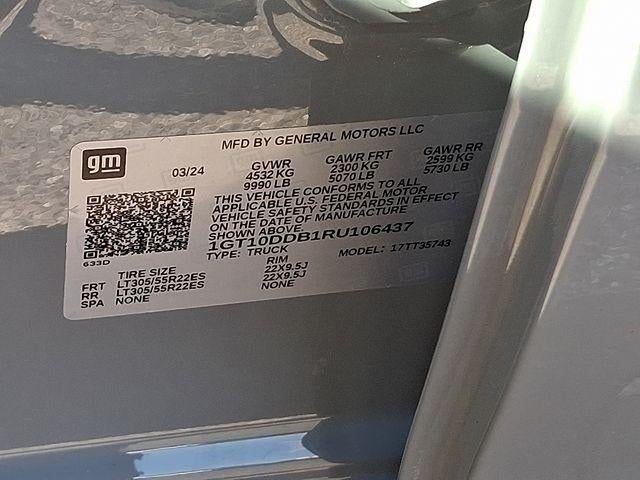 MFD BY GENERAL MOTORS LLC
gm
03/24
GVWR GAWR FRT GAWR RR
4532 KG 2300 KG 2599 KG
9990 LB 5070 LB 5730 LB
THIS VEHICLE CONFORMS TO ALL
APPLICABLE U.S. FEDERAL MOTOR
VEHICLE SAFETY STANDARDS IN EFFECT
ON THE DATE OF MANUFACTURE
SHOWN ABOVE.
1GT10DDB1RU106437
TYPE: TRUCK MODEL: 17TT35743
633D
TIRE SIZE RIM
FRT LT305/55R22ES 22X9.5J
RR LT305/55R22ES 22X9.5J
SPA NONE NONE